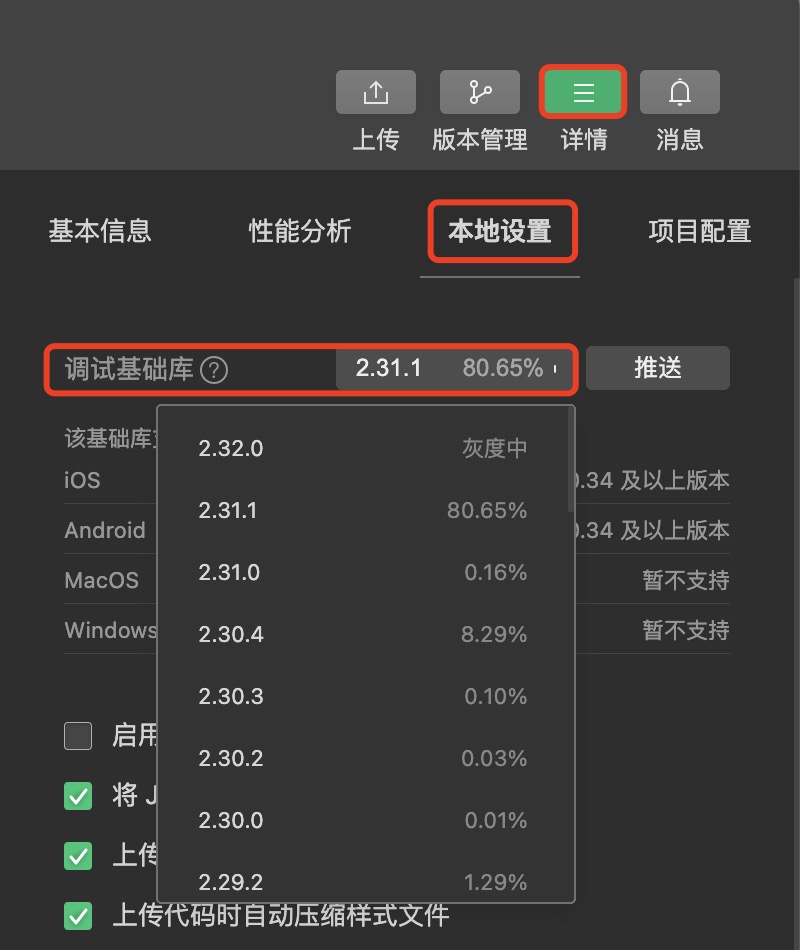 上传 版本管理 详情 消息
基本信息 性能分析 本地设置 项目配置
调试基础库 ? 2.31.1 80.65% 推送
该基础库
2.32.0 灰度中
iOS .34 及以上版本
2.31.1 80.65%
Android .34 及以上版本
2.31.0 0.16%
MacOS 暂不支持
2.30.4 8.29%
Windows 暂不支持
2.30.3 0.10%
启用
2.30.2 0.03%
将 J
2.30.0 0.01%
上传
2.29.2 1.29%
上传代码时自动压缩样式文件